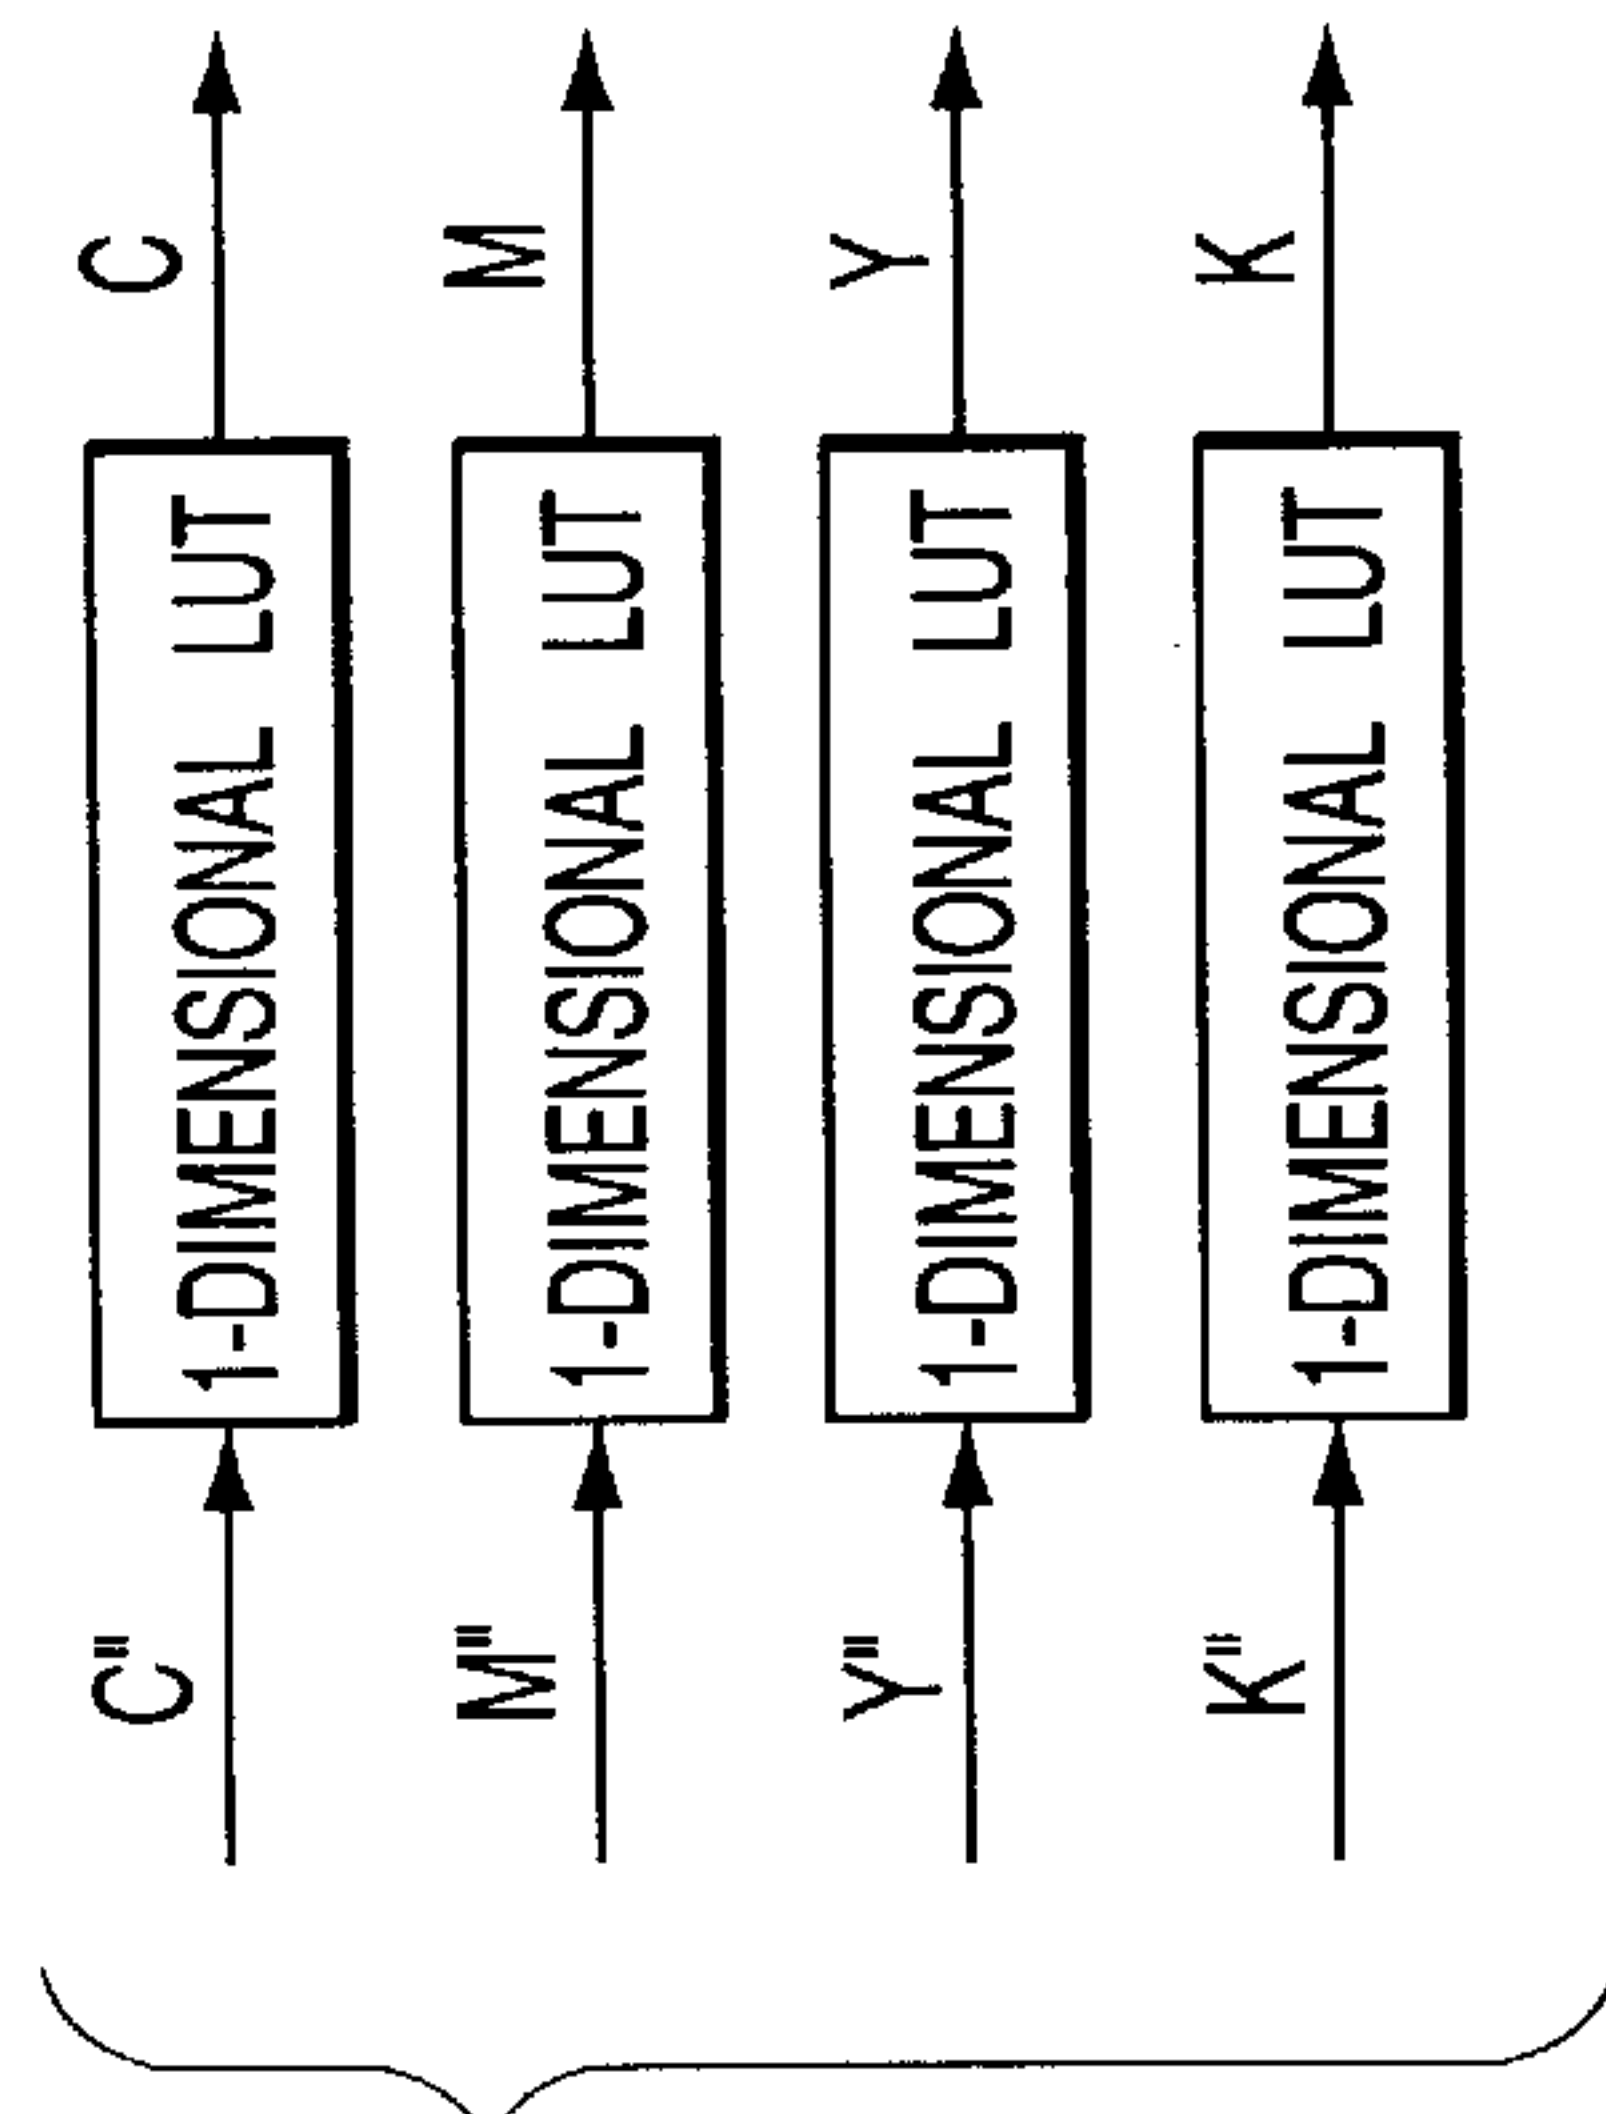 C" 1-DIMENSIONAL LUT C
M" 1-DIMENSIONAL LUT M
Y" 1-DIMENSIONAL LUT Y
K" 1-DIMENSIONAL LUT K